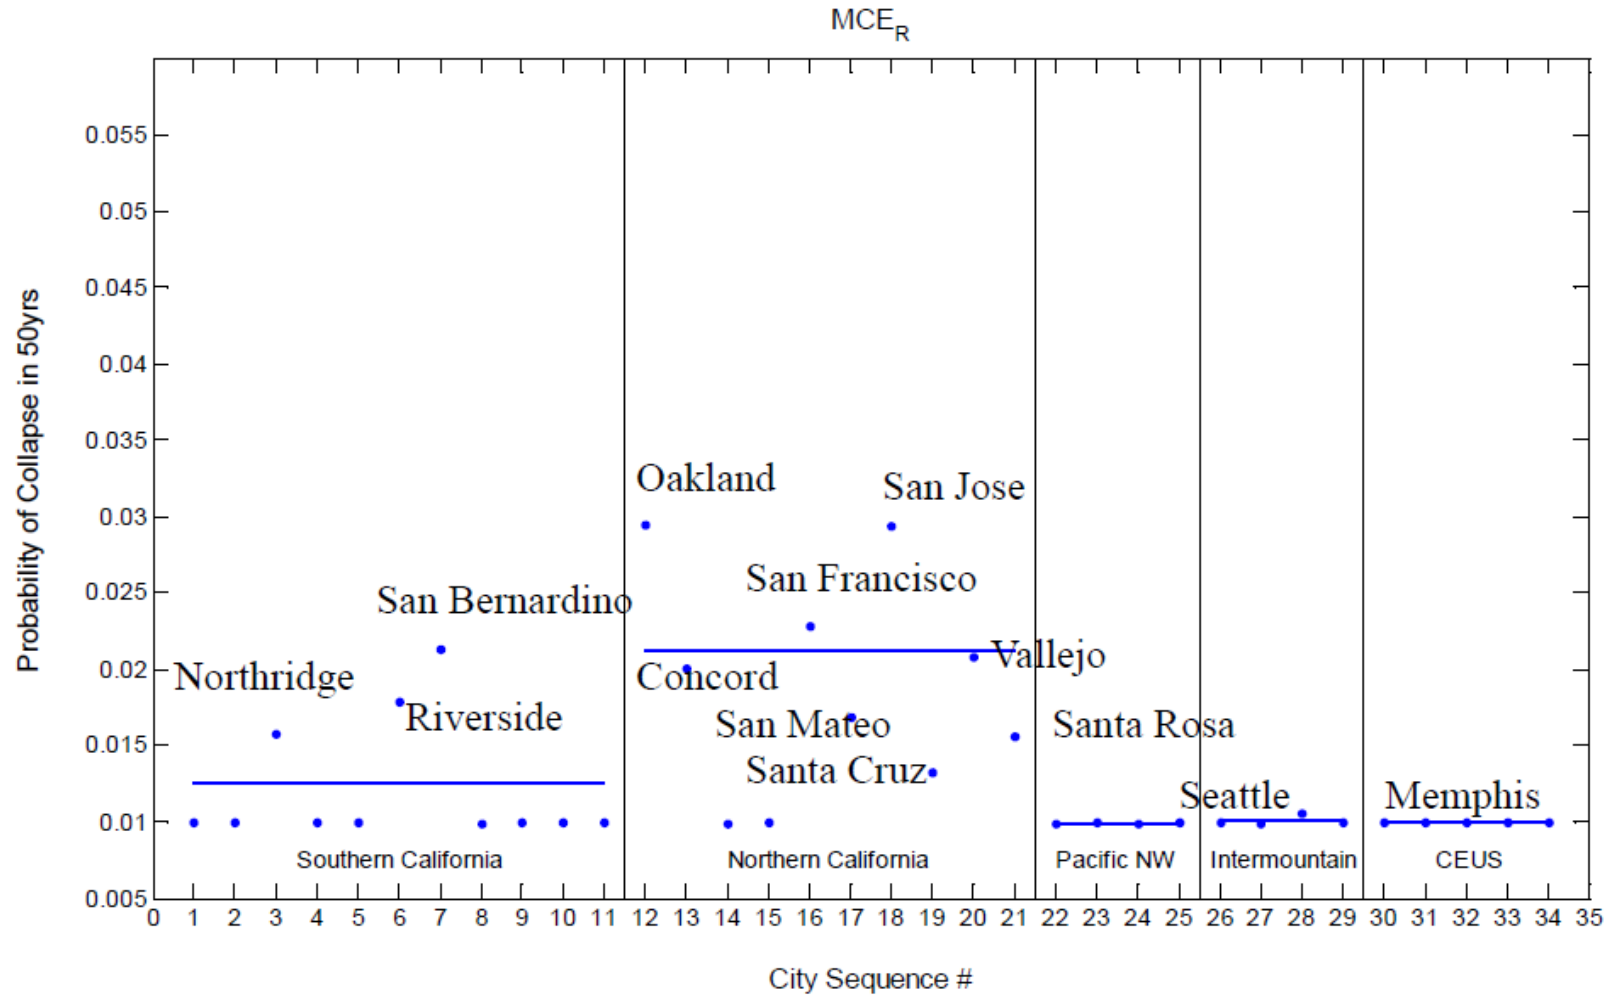 MCE_R
0.055
0.05
0.045
0.04
0.035
0.03
0.025
0.02
0.015
0.01
0.005
Probability of Collapse in 50yrs
Oakland
San Jose
San Francisco
San Bernardino
Vallejo
Northridge
Concord
Riverside
San Mateo
Santa Rosa
Santa Cruz
Seattle
Memphis
Southern California
Northern California
Pacific NW
Intermountain
CEUS
0 1 2 3 4 5 6 7 8 9 10 11 12 13 14 15 16 17 18 19 20 21 22 23 24 25 26 27 28 29 30 31 32 33 34 35
City Sequence #